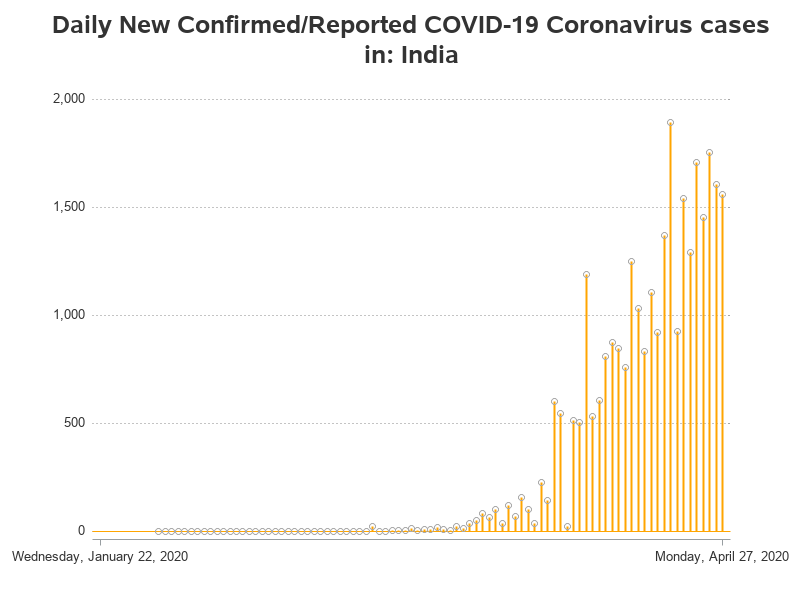 Daily New Confirmed/Reported COVID-19 Coronavirus cases
in: India
2,000
1,500
1,000
500
0
Wednesday, January 22, 2020 Monday, April 27, 2020